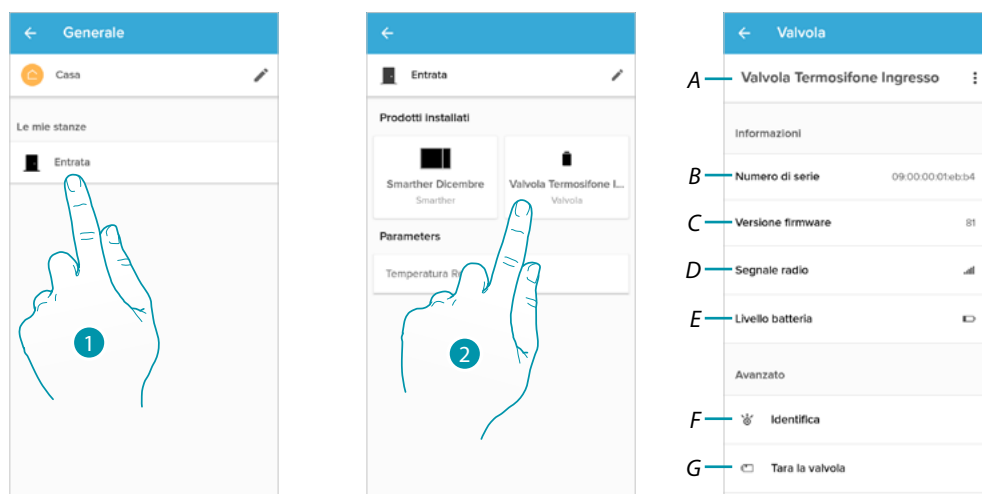 Generale
Casa
Le mie stanze
Entrata
1
Entrata
Prodotti installati
Smarther Dicembre
Smarther
Valvola Termosifone I...
Valvola
Parameters
Temperatura R
2
Valvola
A
Valvola Termosifone Ingresso
Informazioni
B
Numero di serie
09:00:00:01:eb:b4
C
Versione firmware
81
D
Segnale radio
E
Livello batteria
Avanzato
F
Identifica
G
Tara la valvola